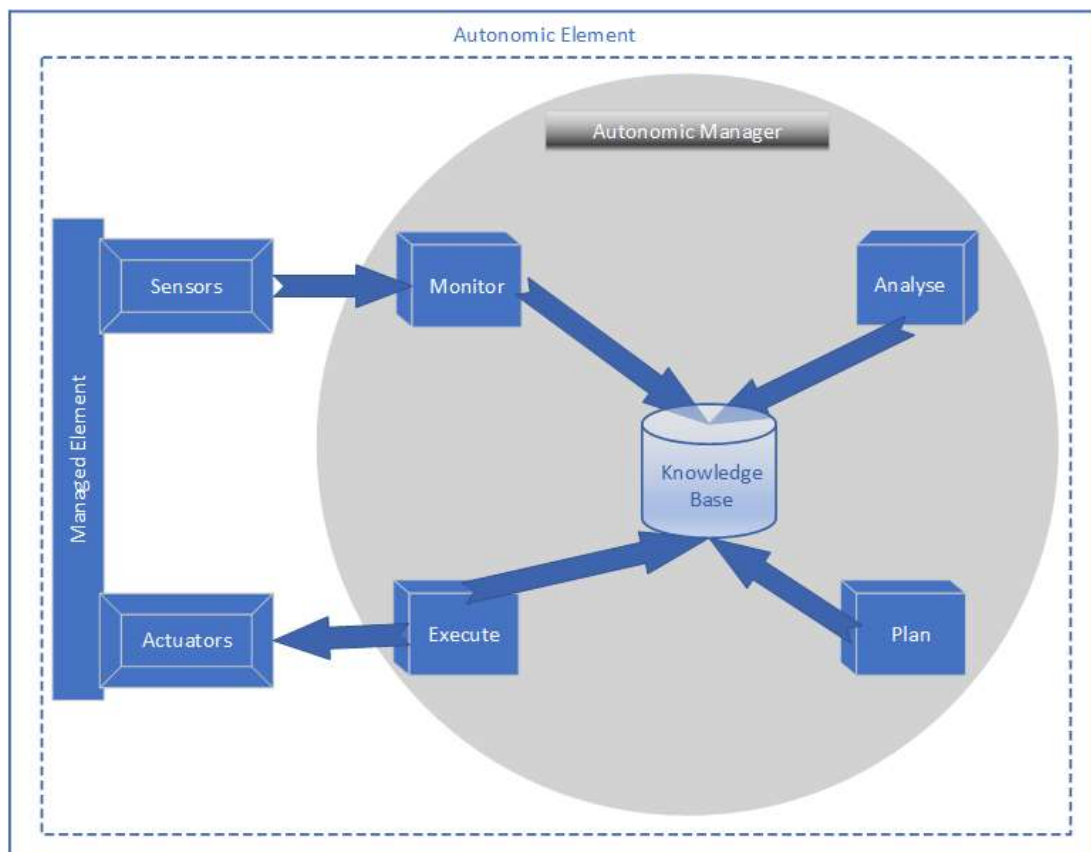 Autonomic Element
Autonomic Manager
Sensors
Monitor
Analyse
Managed Element
Knowledge
Base
Actuators
Execute
Plan